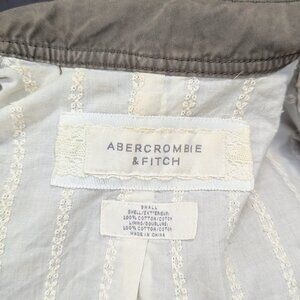 ABERCROMBIE
& FITCH
SMALL
SHELL/EXTERIEUR
100% COTTON/COTON
LINING/DOUBLURE
100% COTTON/COTON
MADE IN CHINA